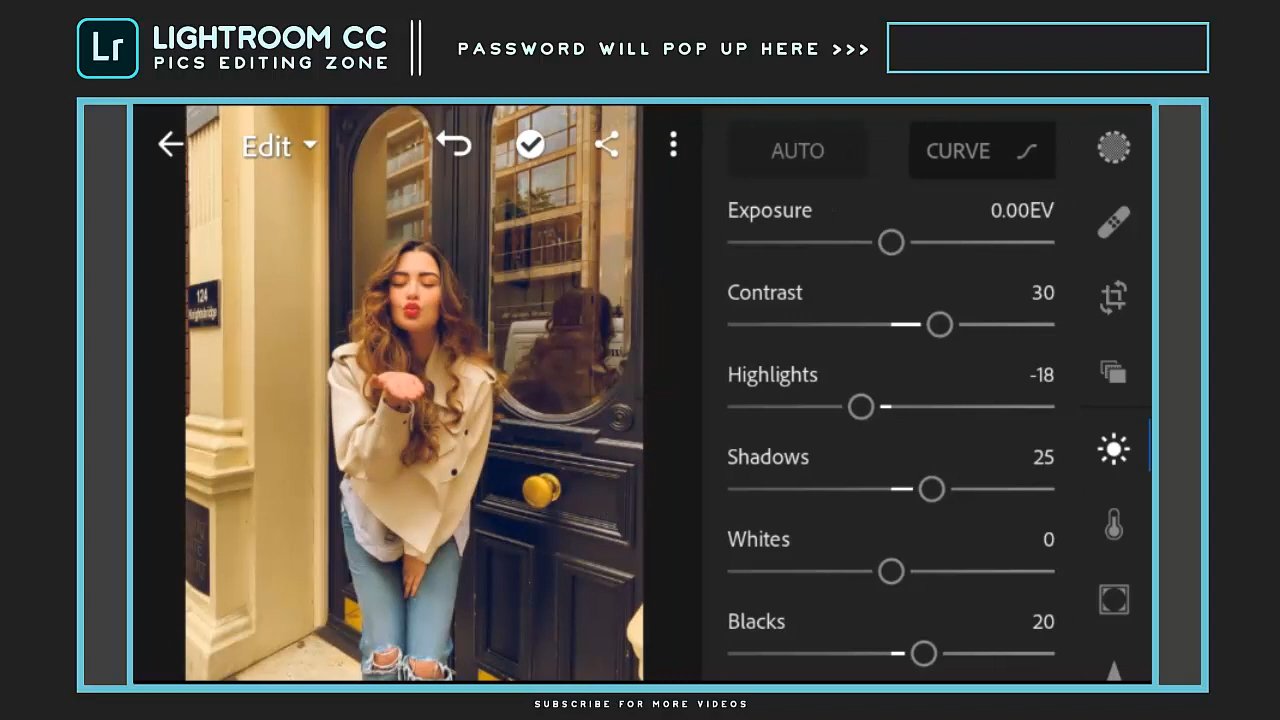 Lr
LIGHTROOM CC
PICS EDITING ZONE
PASSWORD WILL POP UP HERE >>>
Edit
AUTO
CURVE
Exposure 0.00EV
Contrast 30
Highlights -18
Shadows 25
Whites 0
Blacks 20
124
Knightsbridge
SUBSCRIBE FOR MORE VIDEOS